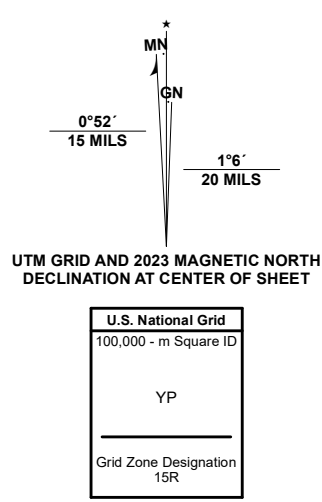 MN
GN
0°52´
15 MILS
1°6´
20 MILS
UTM GRID AND 2023 MAGNETIC NORTH
DECLINATION AT CENTER OF SHEET
U.S. National Grid
100,000 - m Square ID
YP
Grid Zone Designation
15R